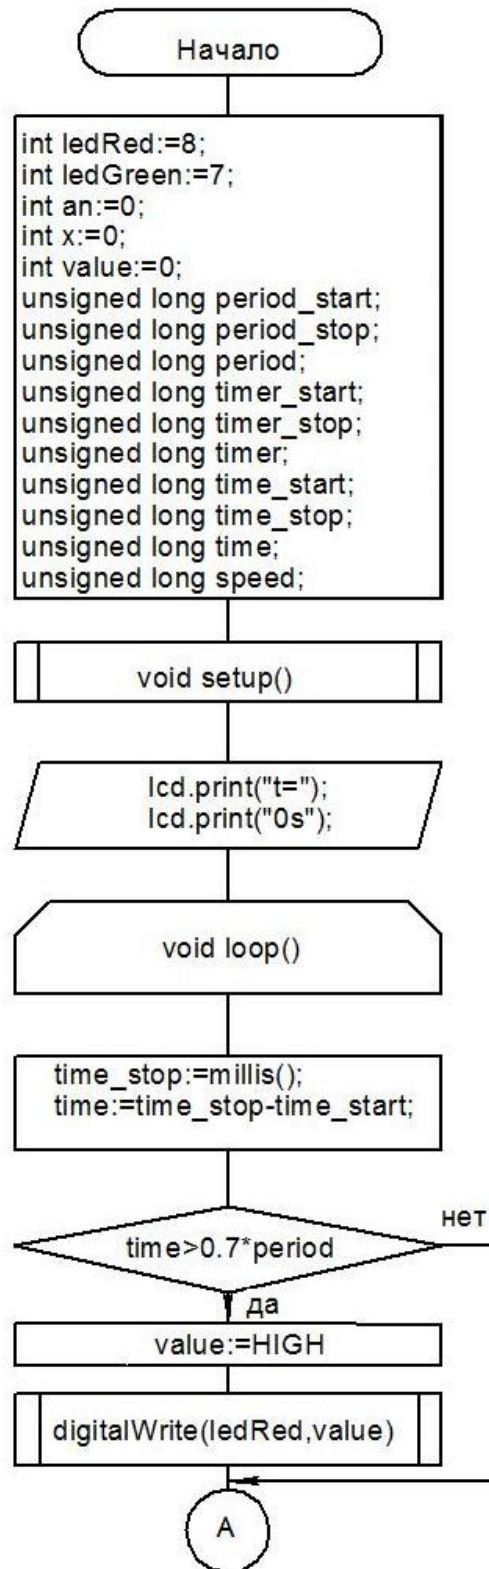 Начало
int ledRed:=8;
int ledGreen:=7;
int an:=0;
int x:=0;
int value:=0;
unsigned long period_start;
unsigned long period_stop;
unsigned long period;
unsigned long timer_start;
unsigned long timer_stop;
unsigned long timer;
unsigned long time_start;
unsigned long time_stop;
unsigned long time;
unsigned long speed;
void setup()
lcd.print("t=");
lcd.print("0s");
void loop()
time_stop:=millis();
time:=time_stop-time_start;
нет
time>0.7*period
да
value:=HIGH
digitalWrite(ledRed,value)
А